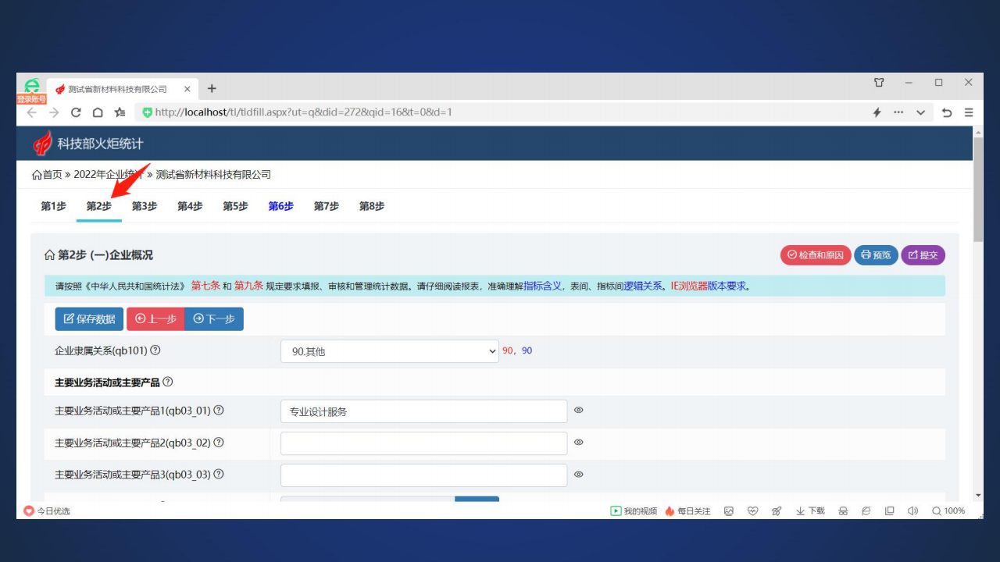 登录账号
测试省新材料科技有限公司
http://localhost/tl/tldfill.aspx?ut=q&did=272&qid=16&t=0&d=1
科技部火炬统计
首页 » 2022年企业统计 » 测试省新材料科技有限公司
第1步 第2步 第3步 第4步 第5步 第6步 第7步 第8步
第2步 (一)企业概况 检查和原因 预览 提交
请按照《中华人民共和国统计法》 第七条 和 第九条 规定要求填报、审核和管理统计数据。请仔细阅读报表，准确理解指标含义，表间、指标间逻辑关系。IE浏览器版本要求。
保存数据 上一步 下一步
企业隶属关系(qb101) 90.其他 90，90
主要业务活动或主要产品
主要业务活动或主要产品1(qb03_01) 专业设计服务
主要业务活动或主要产品2(qb03_02)
主要业务活动或主要产品3(qb03_03)
今日优选 我的视频 每日关注 下载 100%